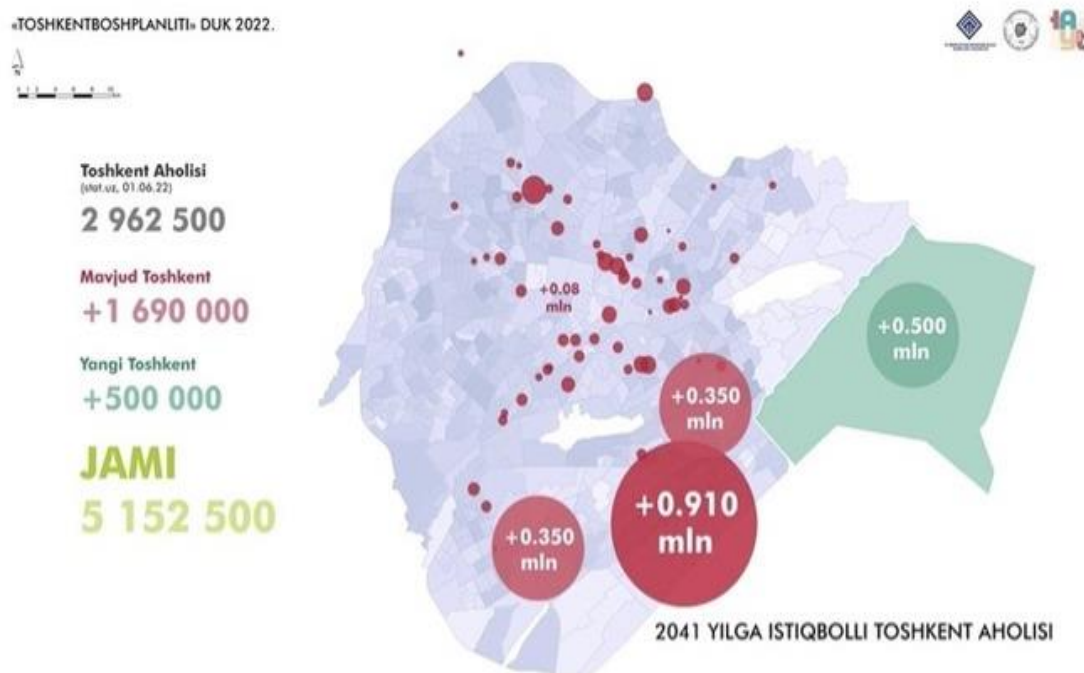 «TOSHKENTBOSHPLANLITI» DUK 2022.
N
Toshkent Aholisi
(stat.uz, 01.06.22)
2 962 500
Mavjud Toshkent
+1 690 000
Yangi Toshkent
+500 000
JAMI
5 152 500
+0.08
mln
+0.500
mln
+0.350
mln
+0.910
mln
+0.350
mln
2041 YILGA ISTIQBOLLI TOSHKENT AHOLISI